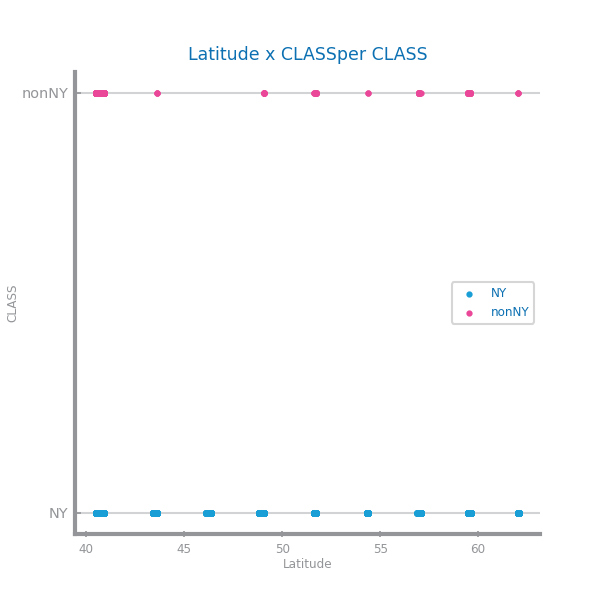 Latitude x CLASSper CLASS
nonNY
CLASS
NY
nonNY
NY
40 45 50 55 60
Latitude